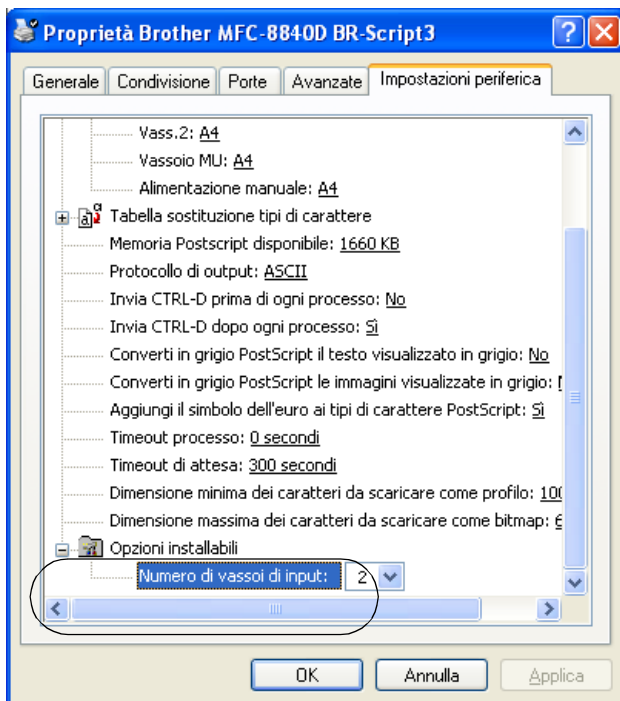 Proprietà Brother MFC-8840D BR-Script3
Generale Condivisione Porte Avanzate Impostazioni periferica
Vass.2: A4
Vassoio MU: A4
Alimentazione manuale: A4
Tabella sostituzione tipi di carattere
Memoria Postscript disponibile: 1660 KB
Protocollo di output: ASCII
Invia CTRL-D prima di ogni processo: No
Invia CTRL-D dopo ogni processo: Sì
Converti in grigio PostScript il testo visualizzato in grigio: No
Converti in grigio PostScript le immagini visualizzate in grigio:
Aggiungi il simbolo dell'euro ai tipi di carattere PostScript: Sì
Timeout processo: 0 secondi
Timeout di attesa: 300 secondi
Dimensione minima dei caratteri da scaricare come profilo: 100
Dimensione massima dei caratteri da scaricare come bitmap: 6
Opzioni installabili
Numero di vassoi di input: 2
OK Annulla Applica